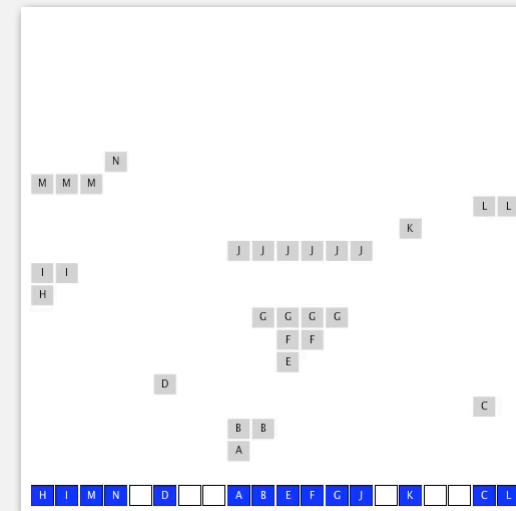 N
M M M
L L
K
J J J J J J
I I
H
G G G G
F F
E
D
C
B B
A
H I M N D A B E F G J K C L